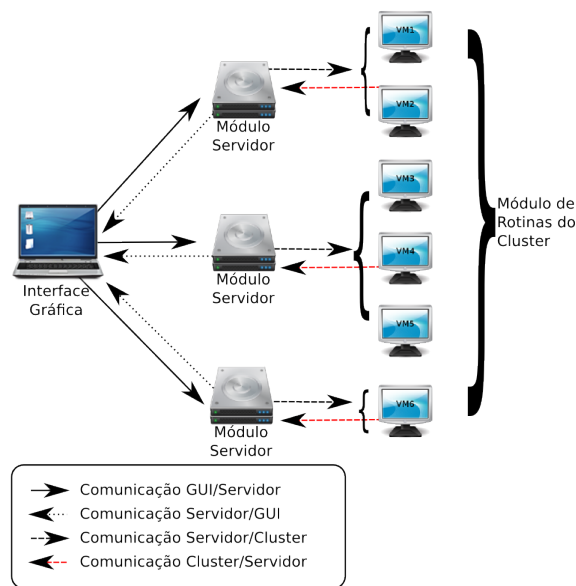 VM1
VM2
Módulo
Servidor
VM3
Módulo de
Rotinas do
Cluster
VM4
Módulo
Servidor
Interface
Gráfica
VM5
VM6
Módulo
Servidor
Comunicação GUI/Servidor
Comunicação Servidor/GUI
Comunicação Servidor/Cluster
Comunicação Cluster/Servidor